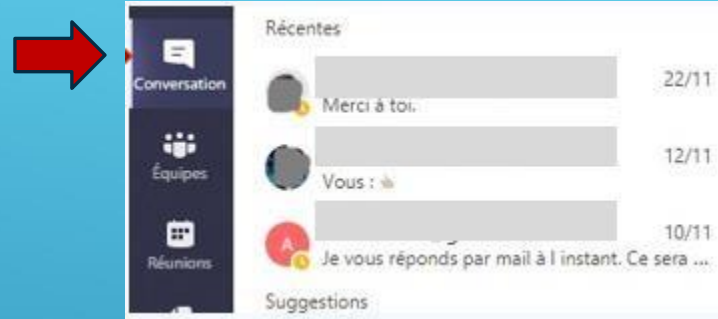 Récentes
Conversation
22/11
Merci à toi.
Équipes
12/11
Vous :
Réunions
A
10/11
Je vous réponds par mail à l instant. Ce sera ...
Suggestions